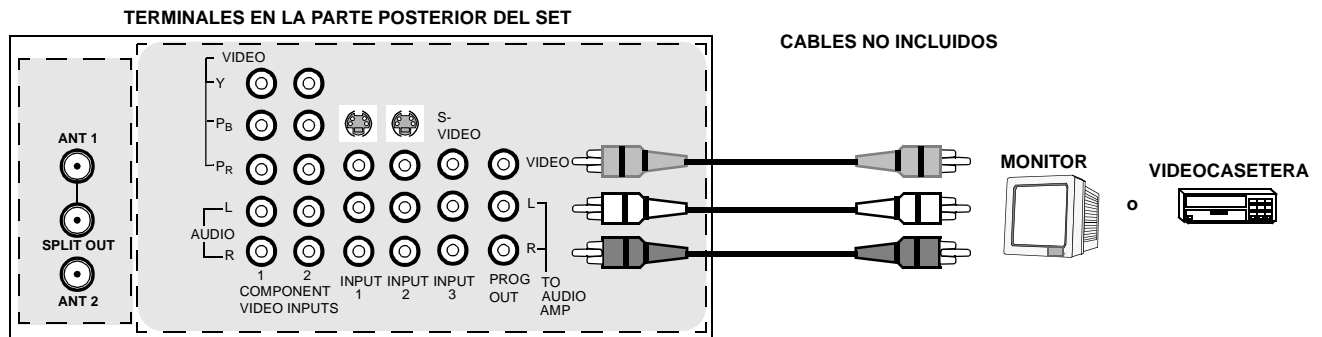 TERMINALES EN LA PARTE POSTERIOR DEL SET
CABLES NO INCLUIDOS
ANT 1
SPLIT OUT
ANT 2
VIDEO
Y
PB
PR
S-
VIDEO
VIDEO
L
AUDIO
R
L
R
1
2
COMPONENT
VIDEO INPUTS
INPUT
1
INPUT
2
INPUT
3
PROG
OUT
TO
AUDIO
AMP
MONITOR
o
VIDEOCASETERA